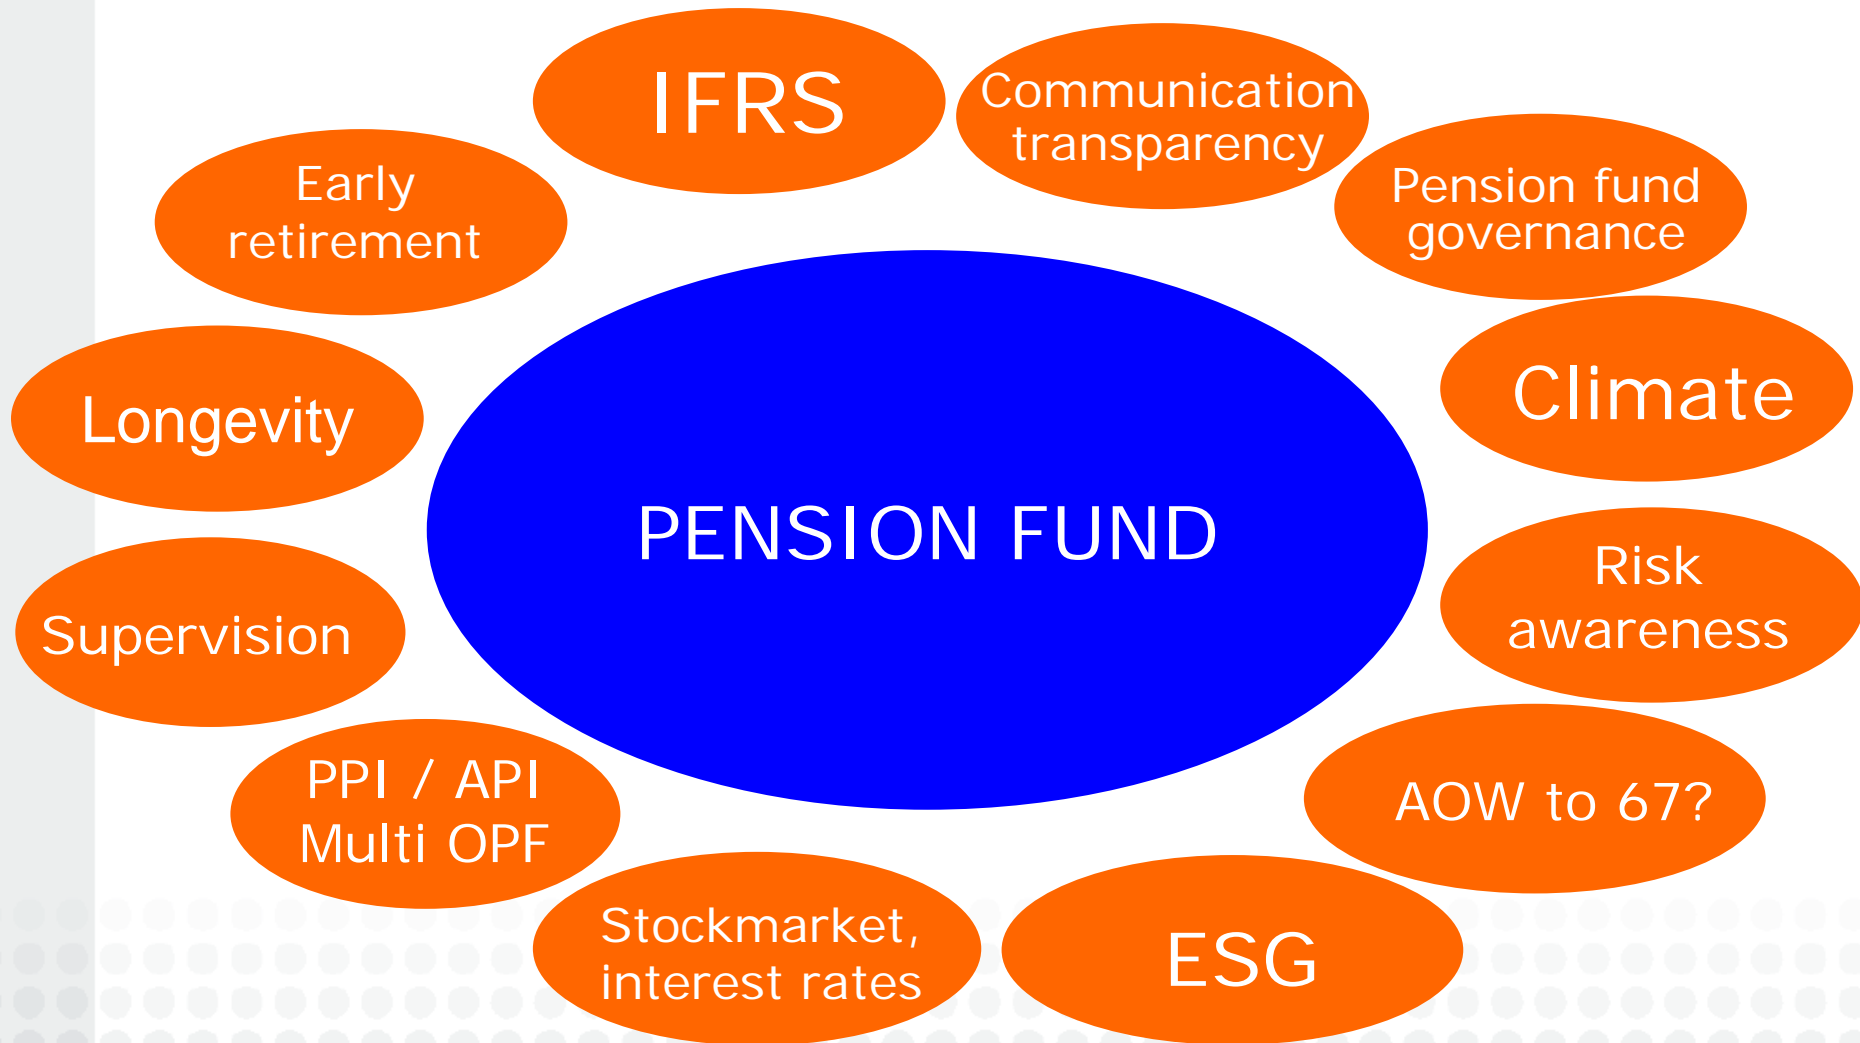 IFRS
Communication
transparency
Early
retirement
Pension fund
governance
Longevity
Climate
PENSION FUND
Risk
awareness
Supervision
PPI / API
Multi OPF
AOW to 67?
Stockmarket,
interest rates
ESG